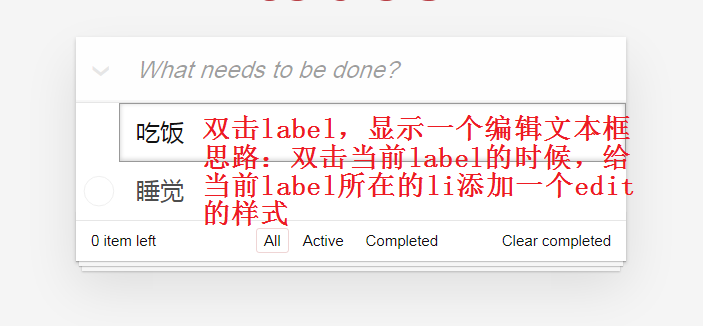 What needs to be done?
吃饭
双击label，显示一个编辑文本框
思路：双击当前label的时候，给
当前label所在的li添加一个edit
的样式
睡觉
0 item left
All
Active
Completed
Clear completed